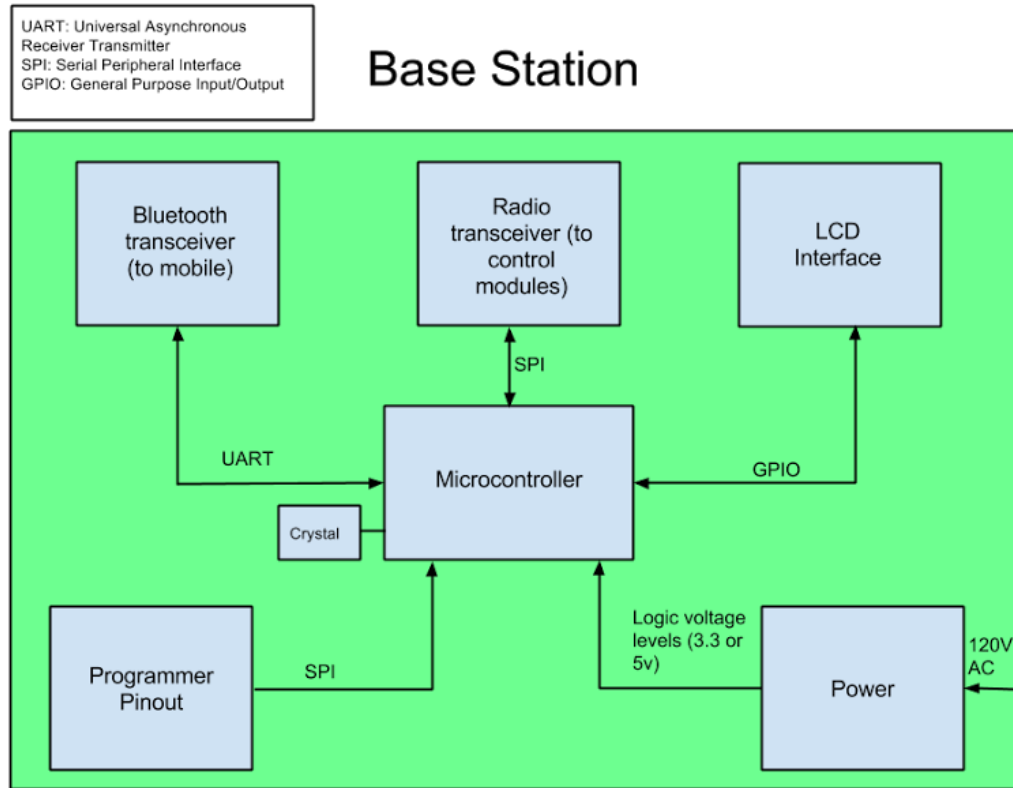 UART: Universal Asynchronous
Receiver Transmitter
SPI: Serial Peripheral Interface
GPIO: General Purpose Input/Output
Base Station
Bluetooth
transceiver
(to mobile)
Radio
transceiver (to
control
modules)
LCD
Interface
SPI
UART
Microcontroller
GPIO
Crystal
Logic voltage
levels (3.3 or
5v)
120V
AC
Programmer
Pinout
SPI
Power